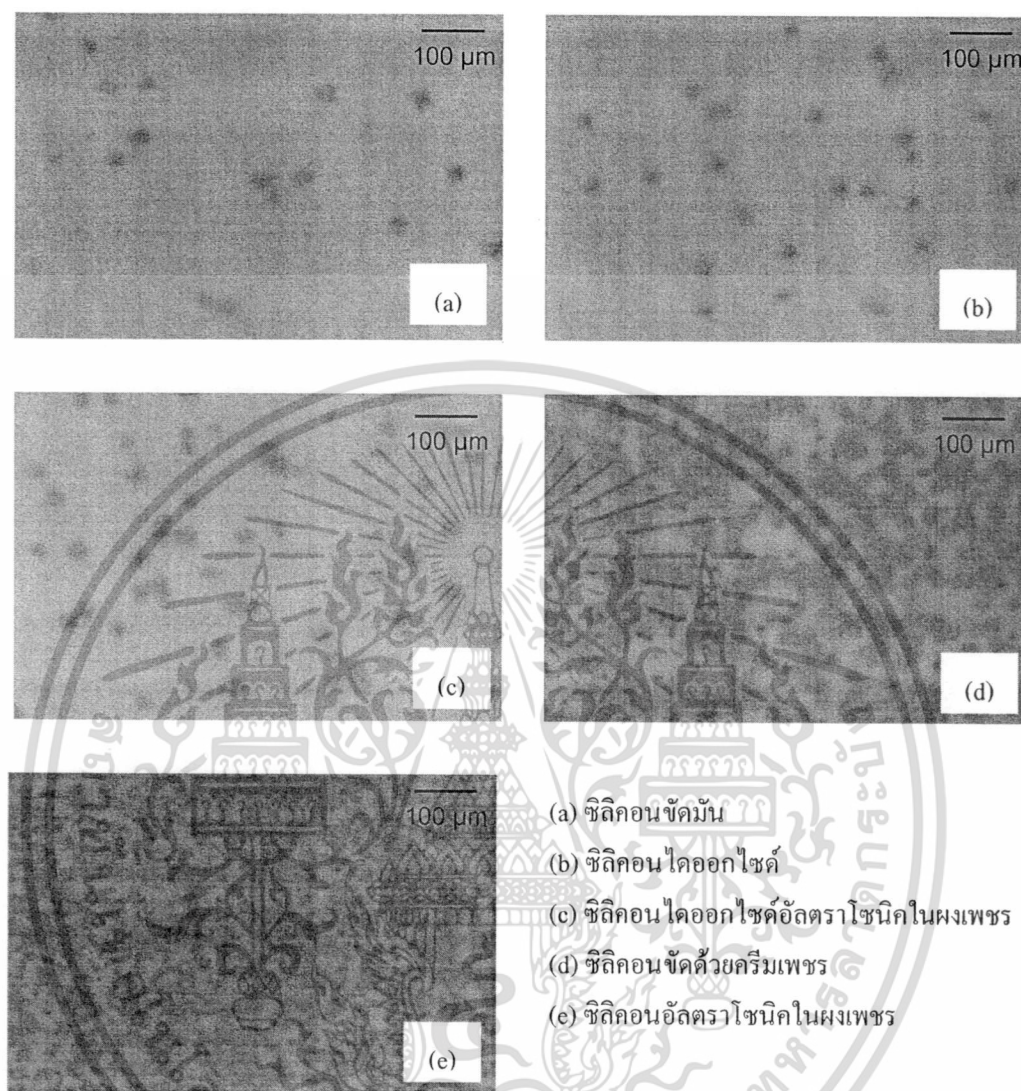 100 µm
(a)
100 µm
(b)
100 µm
(c)
100 µm
(d)
100 µm
(e)
(a) ซิลิคอนขัดมัน
(b) ซิลิคอนไดออกไซด์
(c) ซิลิคอนไดออกไซด์อัลตราโซนิคในผงเพชร
(d) ซิลิคอนขัดด้วยครีมเพชร
(e) ซิลิคอนอัลตราโซนิคในผงเพชร